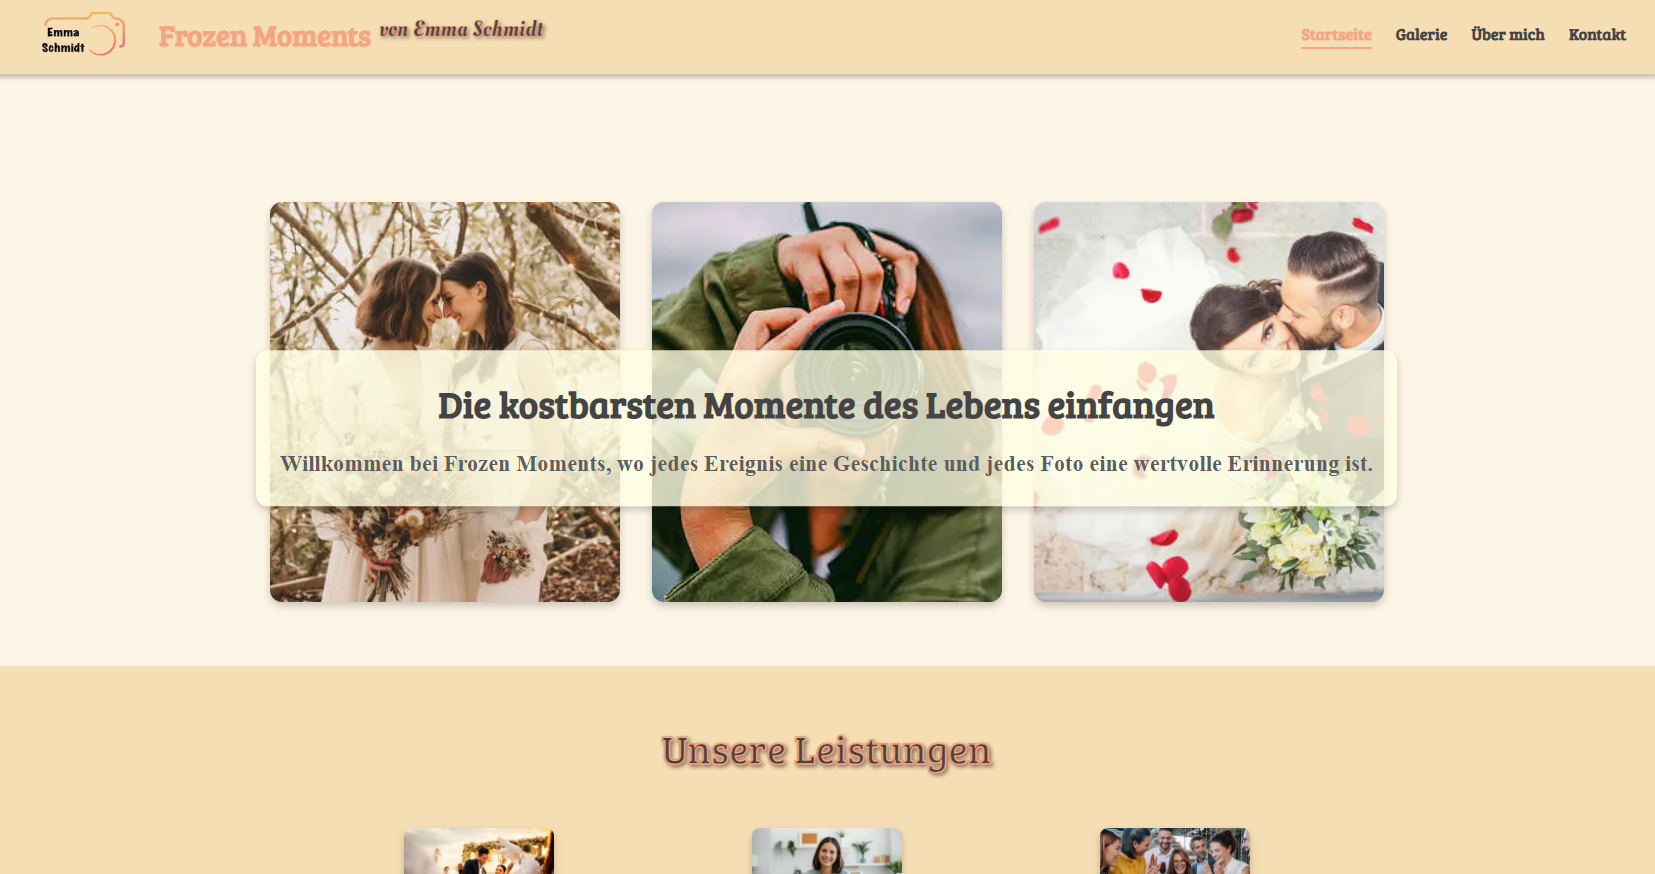 Emma
Schmidt
Frozen Moments von Emma Schmidt
Startseite Galerie Über mich Kontakt
Die kostbarsten Momente des Lebens einfangen
Willkommen bei Frozen Moments, wo jedes Ereignis eine Geschichte und jedes Foto eine wertvolle Erinnerung ist.
Unsere Leistungen